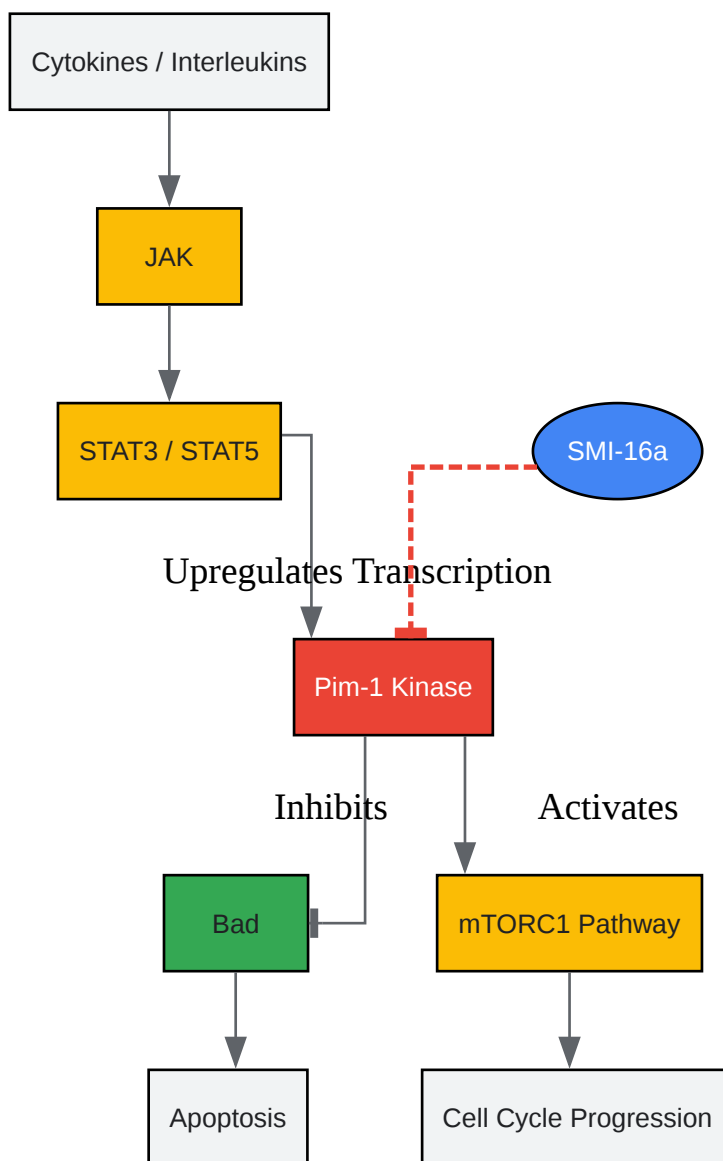 Cytokines / Interleukins
JAK
STAT3 / STAT5
SMI-16a
Upregulates Transcription
Pim-1 Kinase
Inhibits
Activates
Bad
mTORC1 Pathway
Apoptosis
Cell Cycle Progression